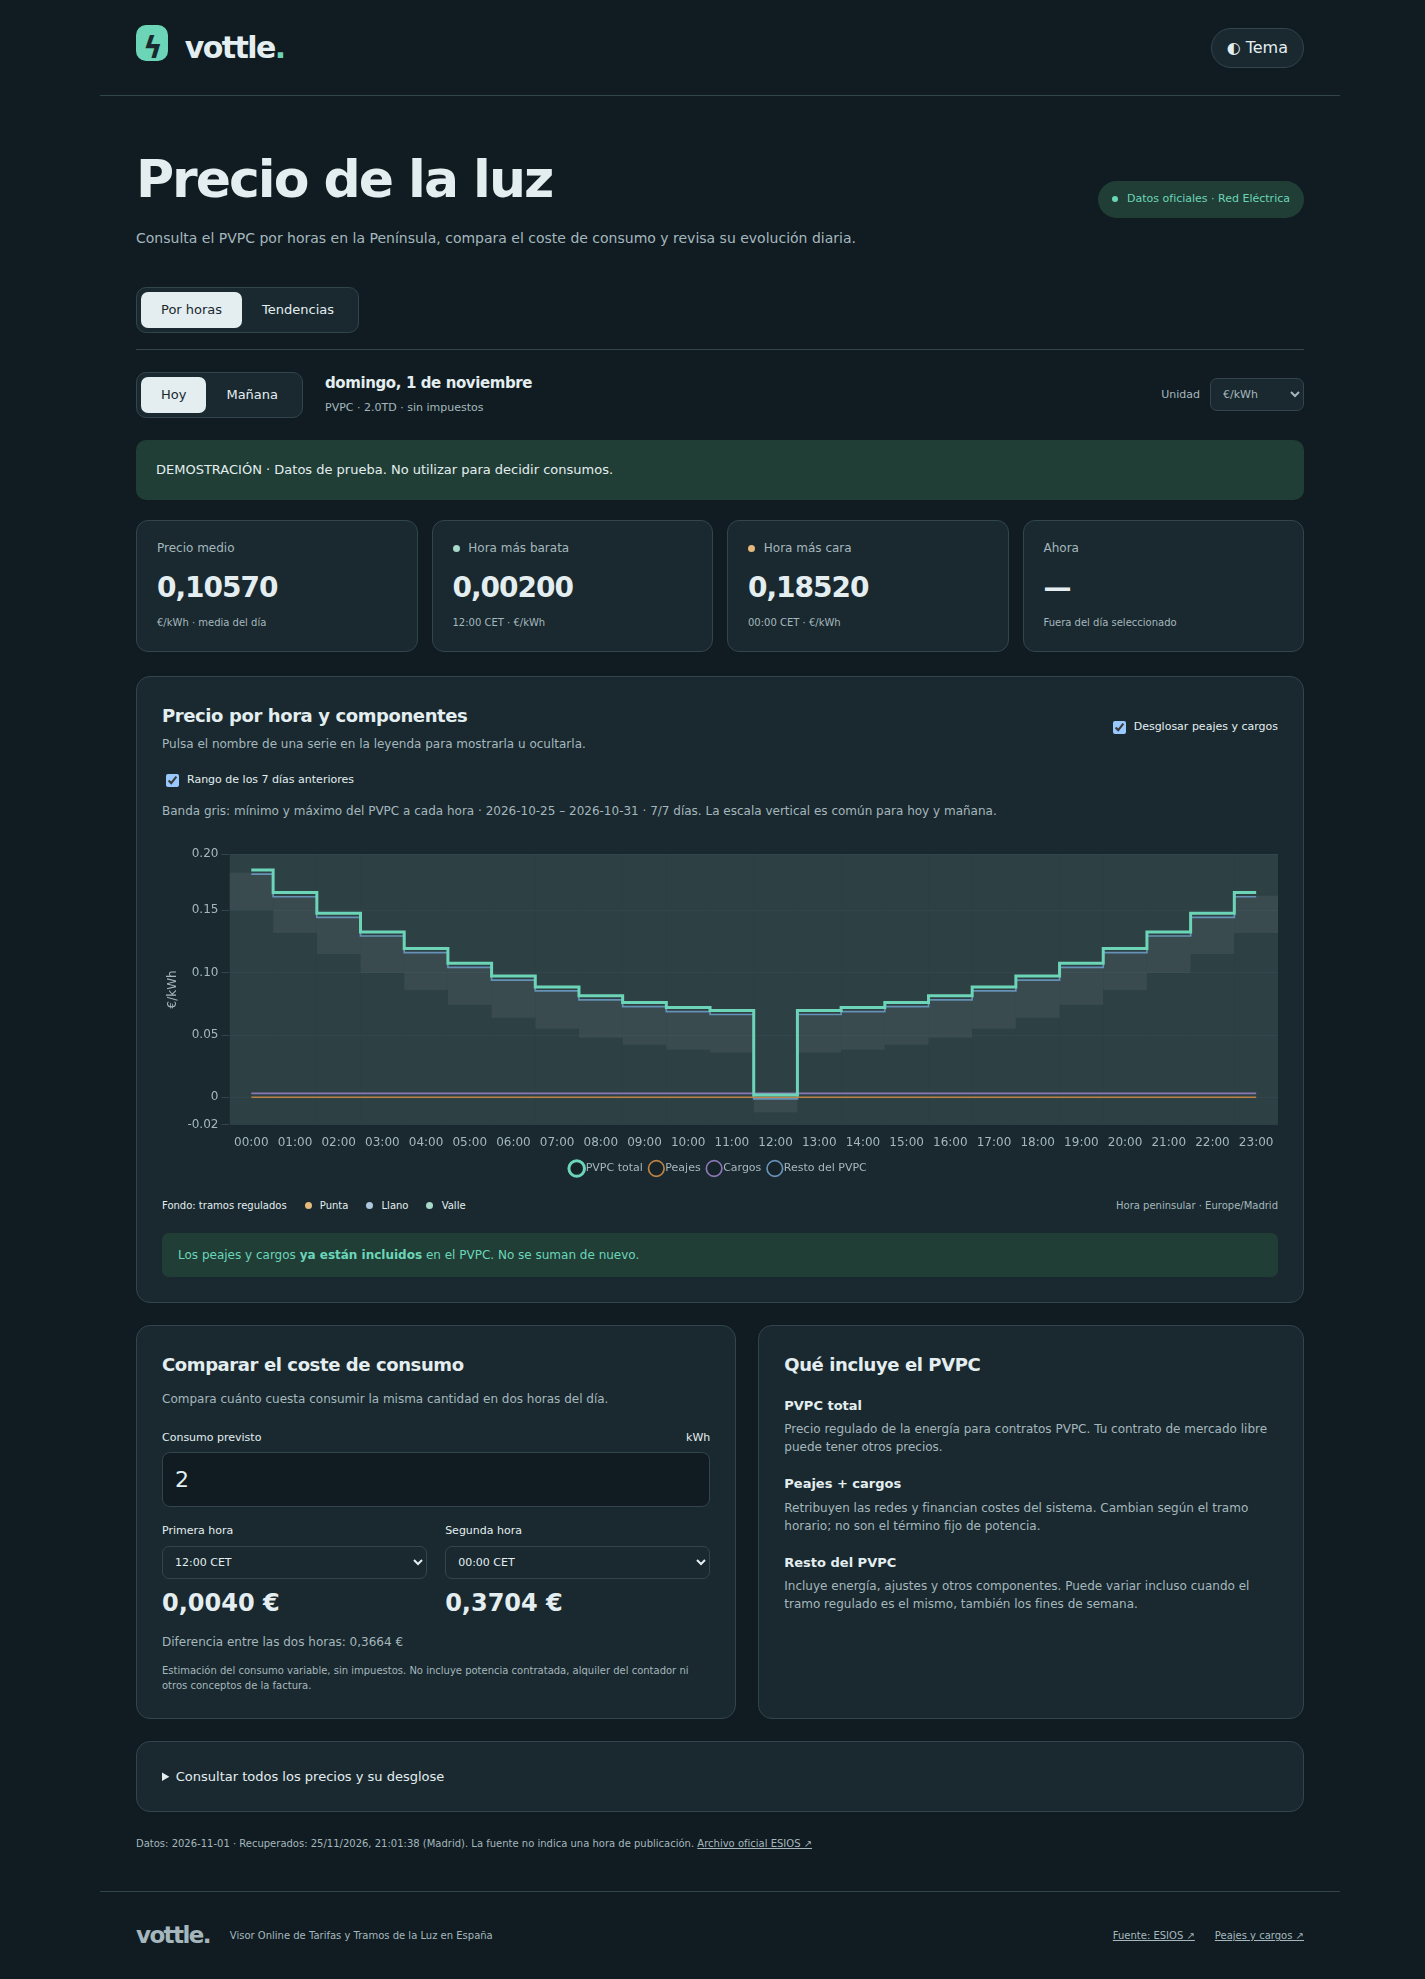 vottle.
◐ Tema
Precio de la luz
Datos oficiales · Red Eléctrica
Consulta el PVPC por horas en la Península, compara el coste de consumo y revisa su evolución diaria.
Por horas Tendencias
Hoy Mañana
domingo, 1 de noviembre
PVPC · 2.0TD · sin impuestos
Unidad €/kWh
DEMOSTRACIÓN · Datos de prueba. No utilizar para decidir consumos.
Precio medio
0,10570
€/kWh · media del día
Hora más barata
0,00200
12:00 CET · €/kWh
Hora más cara
0,18520
00:00 CET · €/kWh
Ahora
—
Fuera del día seleccionado
Precio por hora y componentes
Pulsa el nombre de una serie en la leyenda para mostrarla u ocultarla.
Desglosar peajes y cargos
Rango de los 7 días anteriores
Banda gris: mínimo y máximo del PVPC a cada hora · 2026-10-25 – 2026-10-31 · 7/7 días. La escala vertical es común para hoy y mañana.
€/kWh
0.20
0.15
0.10
0.05
0
-0.02
00:00 01:00 02:00 03:00 04:00 05:00 06:00 07:00 08:00 09:00 10:00 11:00 12:00 13:00 14:00 15:00 16:00 17:00 18:00 19:00 20:00 21:00 22:00 23:00
PVPC total Peajes Cargos Resto del PVPC
Fondo: tramos regulados Punta Llano Valle
Hora peninsular · Europe/Madrid
Los peajes y cargos ya están incluidos en el PVPC. No se suman de nuevo.
Comparar el coste de consumo
Compara cuánto cuesta consumir la misma cantidad en dos horas del día.
Consumo previsto kWh
2
Primera hora Segunda hora
12:00 CET 00:00 CET
0,0040 € 0,3704 €
Diferencia entre las dos horas: 0,3664 €
Estimación del consumo variable, sin impuestos. No incluye potencia contratada, alquiler del contador ni
otros conceptos de la factura.
Qué incluye el PVPC
PVPC total
Precio regulado de la energía para contratos PVPC. Tu contrato de mercado libre
puede tener otros precios.
Peajes + cargos
Retribuyen las redes y financian costes del sistema. Cambian según el tramo
horario; no son el término fijo de potencia.
Resto del PVPC
Incluye energía, ajustes y otros componentes. Puede variar incluso cuando el
tramo regulado es el mismo, también los fines de semana.
▶ Consultar todos los precios y su desglose
Datos: 2026-11-01 · Recuperados: 25/11/2026, 21:01:38 (Madrid). La fuente no indica una hora de publicación. Archivo oficial ESIOS ↗
vottle. Visor Online de Tarifas y Tramos de la Luz en España
Fuente: ESIOS ↗ Peajes y cargos ↗